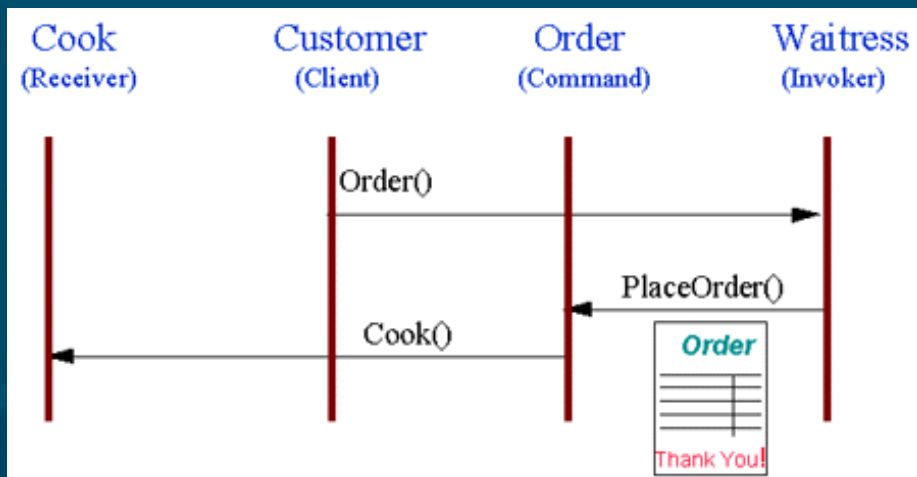 Cook Customer Order Waitress
(Receiver) (Client) (Command) (Invoker)
Order()
PlaceOrder()
Cook()
Order
Thank You!